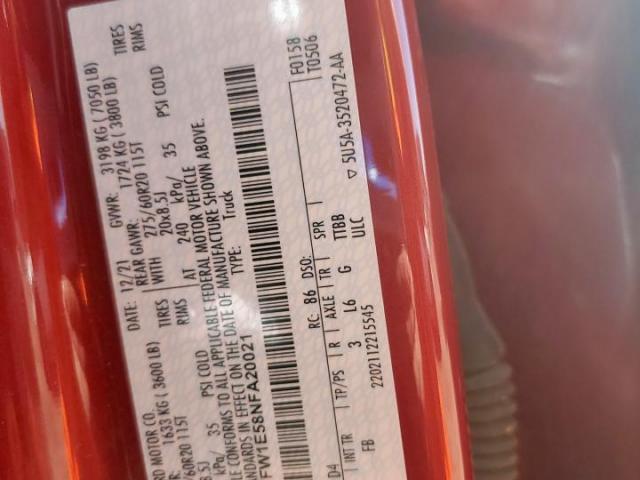 RD MOTOR CO. DATE: 12/21 GVWR: 3198 KG ( 7050 LB)
1633 KG ( 3600 LB) REAR GAWR: 1724 KG ( 3800 LB)
/60R20 115T TIRES WITH 275/60R20 115T TIRES
8.5J RIMS 20x8.5J RIMS
kPa/ 35 PSI COLD AT 240 kPa/ 35 PSI COLD
CLE CONFORMS TO ALL APPLICABLE FEDERAL MOTOR VEHICLE
STANDARDS IN EFFECT ON THE DATE OF MANUFACTURE SHOWN ABOVE.
FW1E58NFA20021 TYPE: Truck
F0158
T0506
RC: 86 DSO:
D4
INT TR TP/PS R AXLE TR SPR
FB 3 L6 G TTBB
ULC
2202112215545 ▽ 5U5A-3520472-AA